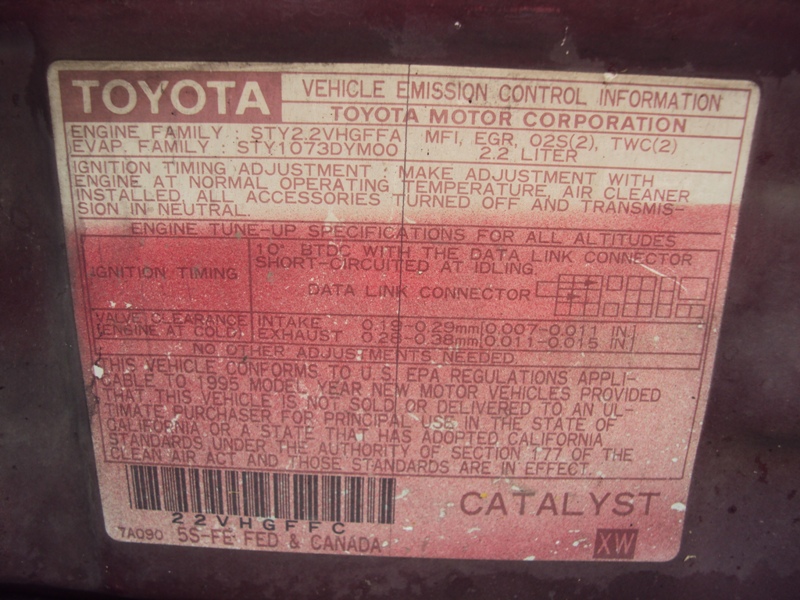 TOYOTA
VEHICLE EMISSION CONTROL INFORMATION
TOYOTA MOTOR CORPORATION
ENGINE FAMILY : STY2.2VHGFFA
EVAP. FAMILY : STY1073DYM00
MFI, EGR, O2S(2), TWC(2)
2.2 LITER
IGNITION TIMING ADJUSTMENT : MAKE ADJUSTMENT WITH
ENGINE AT NORMAL OPERATING TEMPERATURE, AIR CLEANER
INSTALLED, ALL ACCESSORIES TURNED OFF AND TRANSMIS-
SION IN NEUTRAL.
ENGINE TUNE-UP SPECIFICATIONS FOR ALL ALTITUDES
IGNITION TIMING
10° BTDC WITH THE DATA LINK CONNECTOR
SHORT-CIRCUITED AT IDLING.
DATA LINK CONNECTOR
VALVE CLEARANCE
(ENGINE AT COLD)
INTAKE 0.19-0.29mm(0.007-0.011 IN.)
EXHAUST 0.28-0.38mm(0.011-0.015 IN.)
NO OTHER ADJUSTMENTS NEEDED.
THIS VEHICLE CONFORMS TO U.S. EPA REGULATIONS APPLI-
CABLE TO 1995 MODEL YEAR NEW MOTOR VEHICLES PROVIDED
THAT THIS VEHICLE IS NOT SOLD OR DELIVERED TO AN UL-
TIMATE PURCHASER FOR PRINCIPAL USE IN THE STATE OF
CALIFORNIA OR A STATE THAT HAS ADOPTED CALIFORNIA
STANDARDS UNDER THE AUTHORITY OF SECTION 177 OF THE
CLEAN AIR ACT AND THOSE STANDARDS ARE IN EFFECT.
22VHGFFC
CATALYST
7A090 5S-FE FED & CANADA
XW